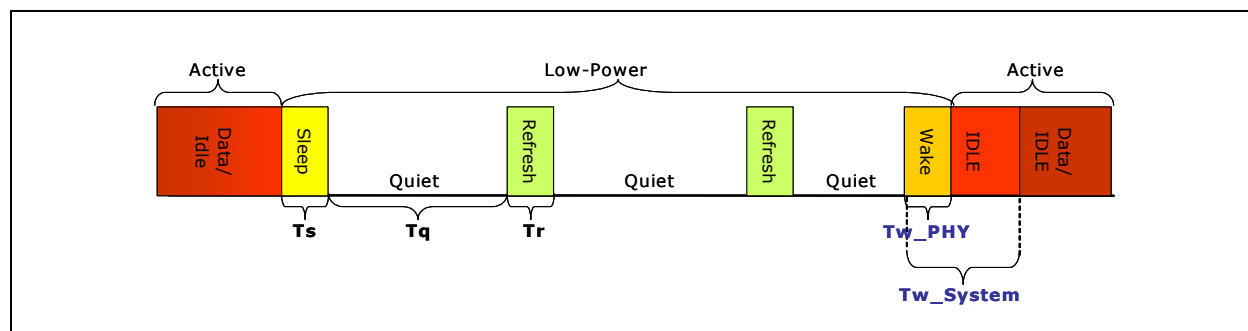 Active Low-Power Active
Data/
Idle
Sleep
Refresh
Refresh
Wake
IDLE
Data/
IDLE
Quiet Quiet Quiet
Ts Tq Tr Tw_PHY
Tw_System